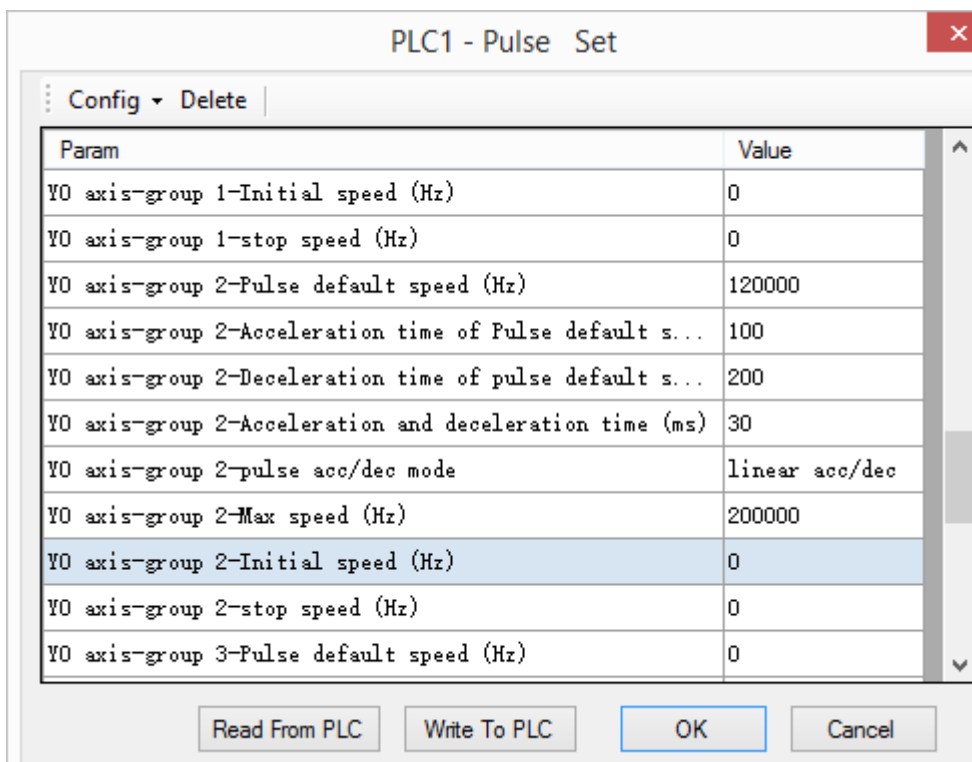 PLC1 - Pulse Set
Config Delete
Param Value
Y0 axis-group 1-Initial speed (Hz) 0
Y0 axis-group 1-stop speed (Hz) 0
Y0 axis-group 2-Pulse default speed (Hz) 120000
Y0 axis-group 2-Acceleration time of Pulse default s... 100
Y0 axis-group 2-Deceleration time of pulse default s... 200
Y0 axis-group 2-Acceleration and deceleration time (ms) 30
Y0 axis-group 2-pulse acc/dec mode linear acc/dec
Y0 axis-group 2-Max speed (Hz) 200000
Y0 axis-group 2-Initial speed (Hz) 0
Y0 axis-group 2-stop speed (Hz) 0
Y0 axis-group 3-Pulse default speed (Hz) 0
Read From PLC Write To PLC OK Cancel